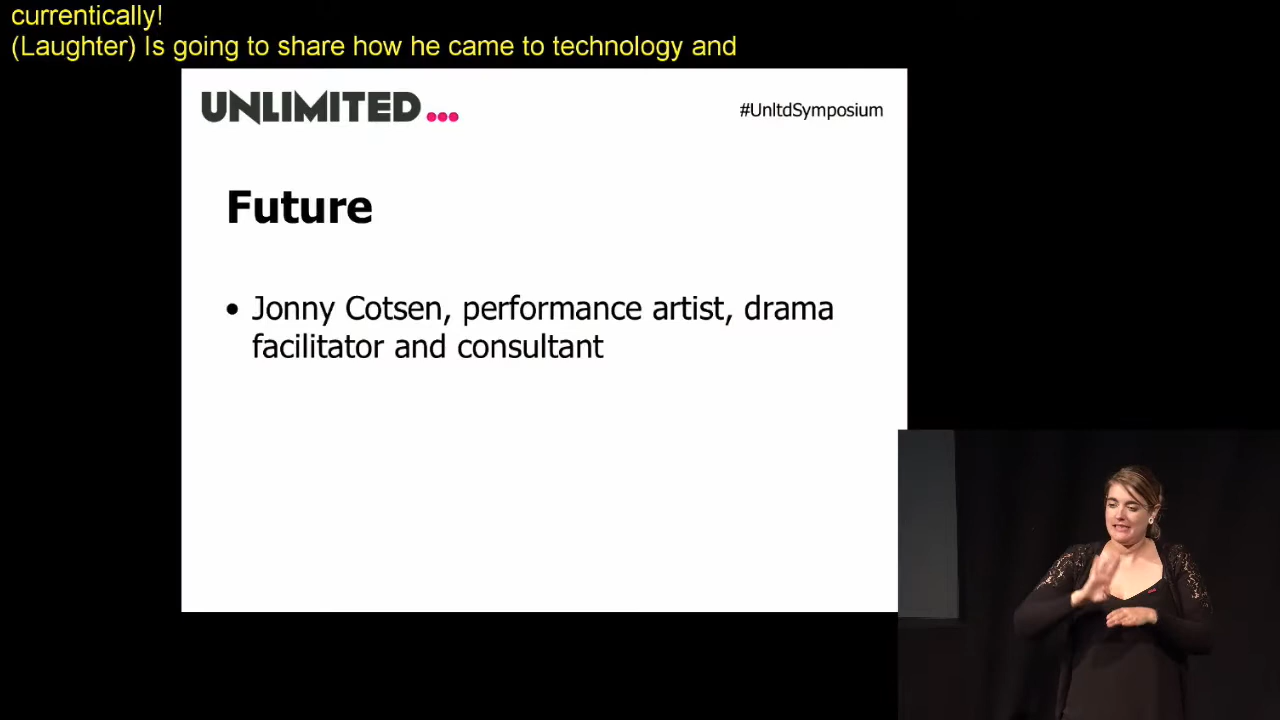 currentically!
(Laughter) Is going to share how he came to technology and
UNLIMITED...
#UnltdSymposium
Future
• Jonny Cotsen, performance artist, drama
facilitator and consultant